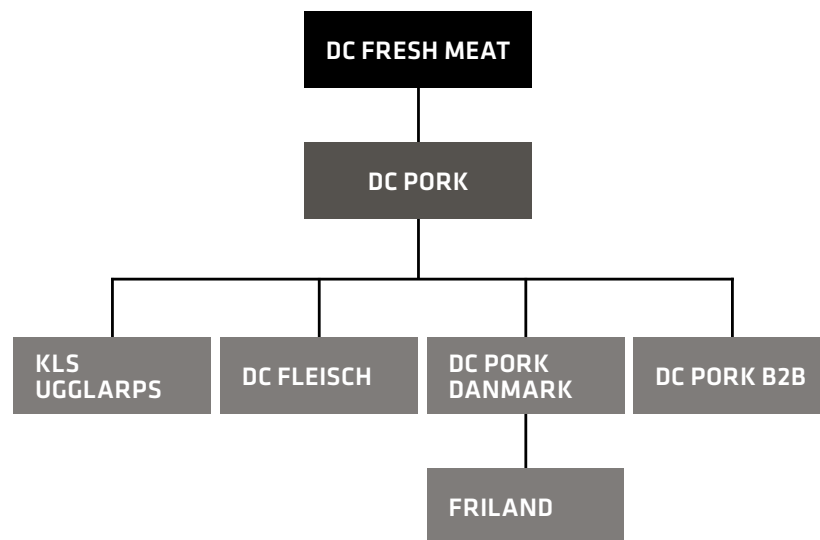 DC FRESH MEAT
DC PORK
KLS
UGGLARPS
DC FLEISCH
DC PORK
DANMARK
DC PORK B2B
FRILAND